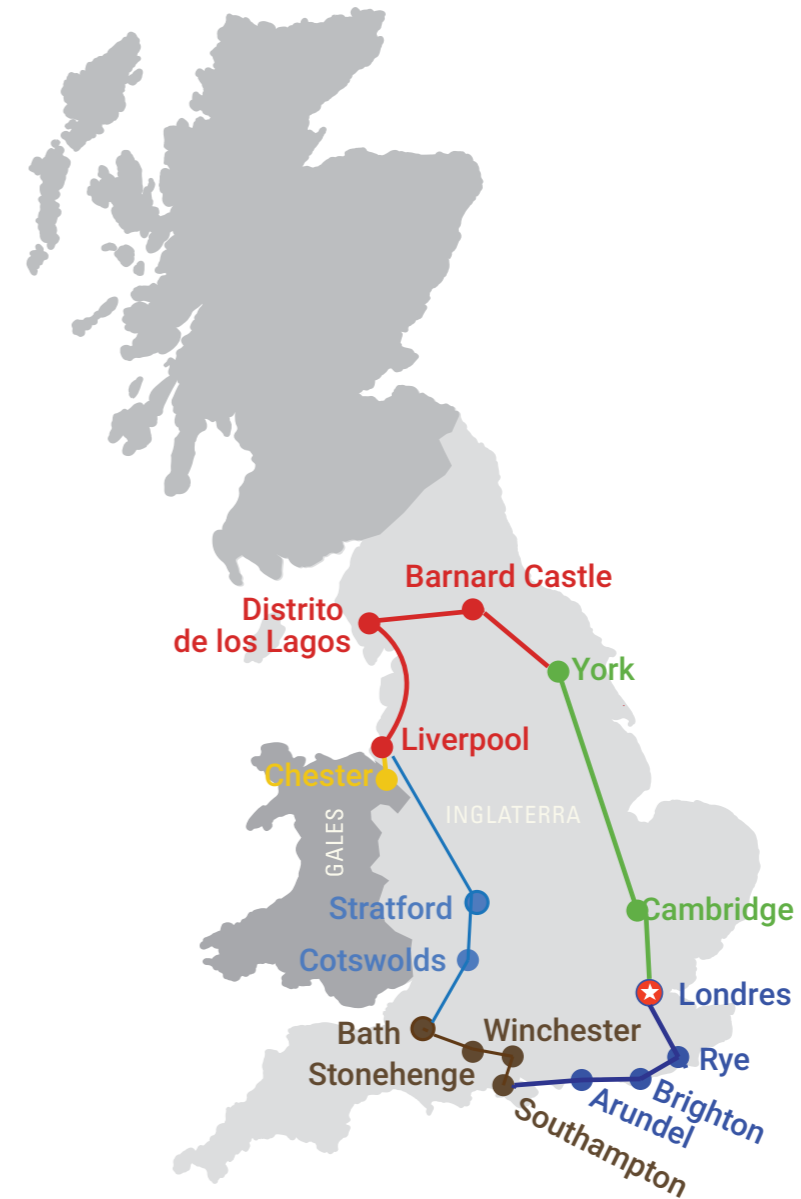 Barnard Castle
Distrito
de los Lagos
York
Liverpool
Chester
GALES
INGLATERRA
Stratford
Cambridge
Cotswolds
Londres
Bath
Winchester
Stonehenge
Rye
Brighton
Arundel
Southampton